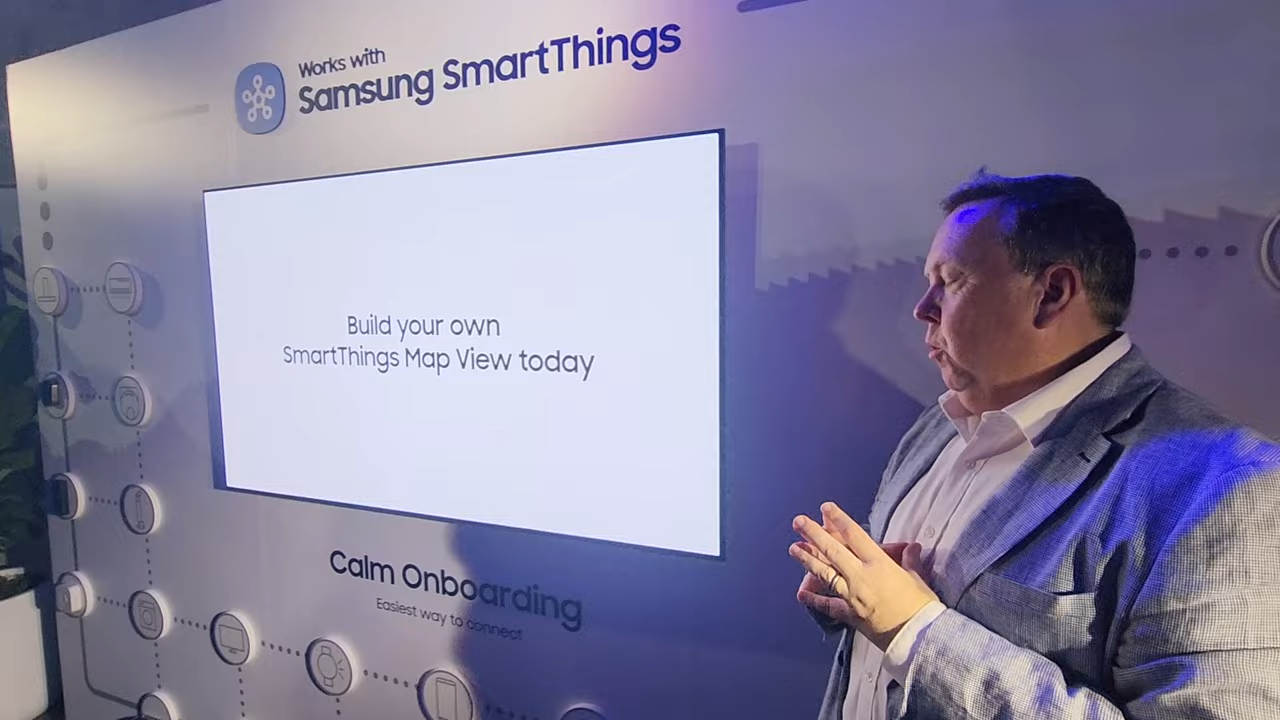 Works with
Samsung SmartThings
Build your own
SmartThings Map View today
Calm Onboarding
Easiest way to connect